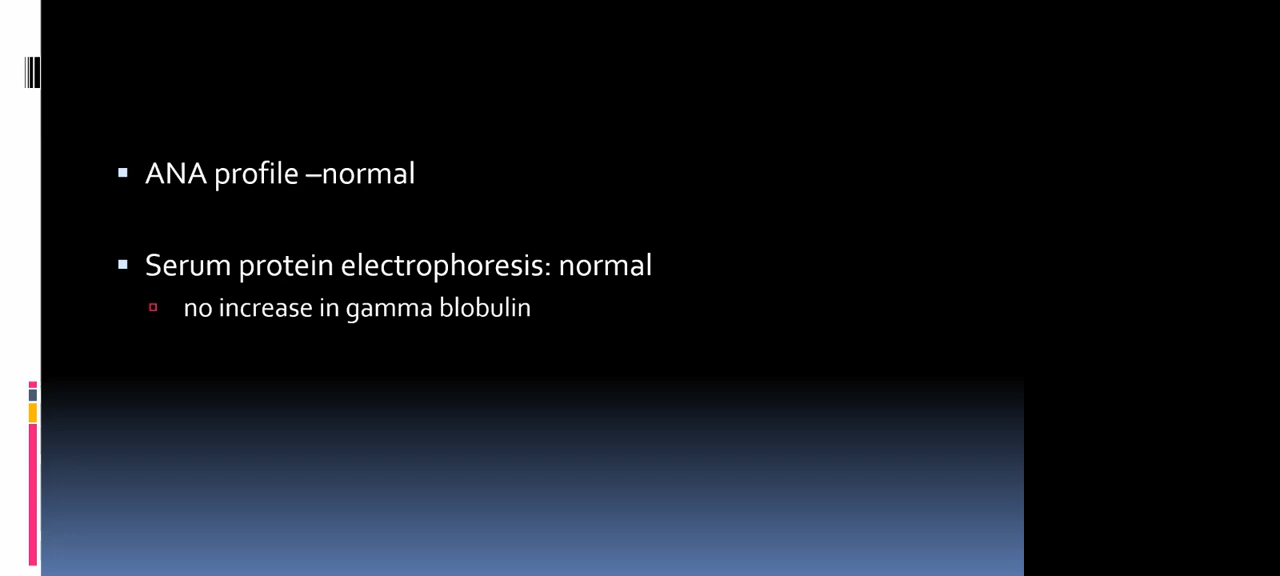 ANA profile –normal
Serum protein electrophoresis: normal
no increase in gamma blobulin